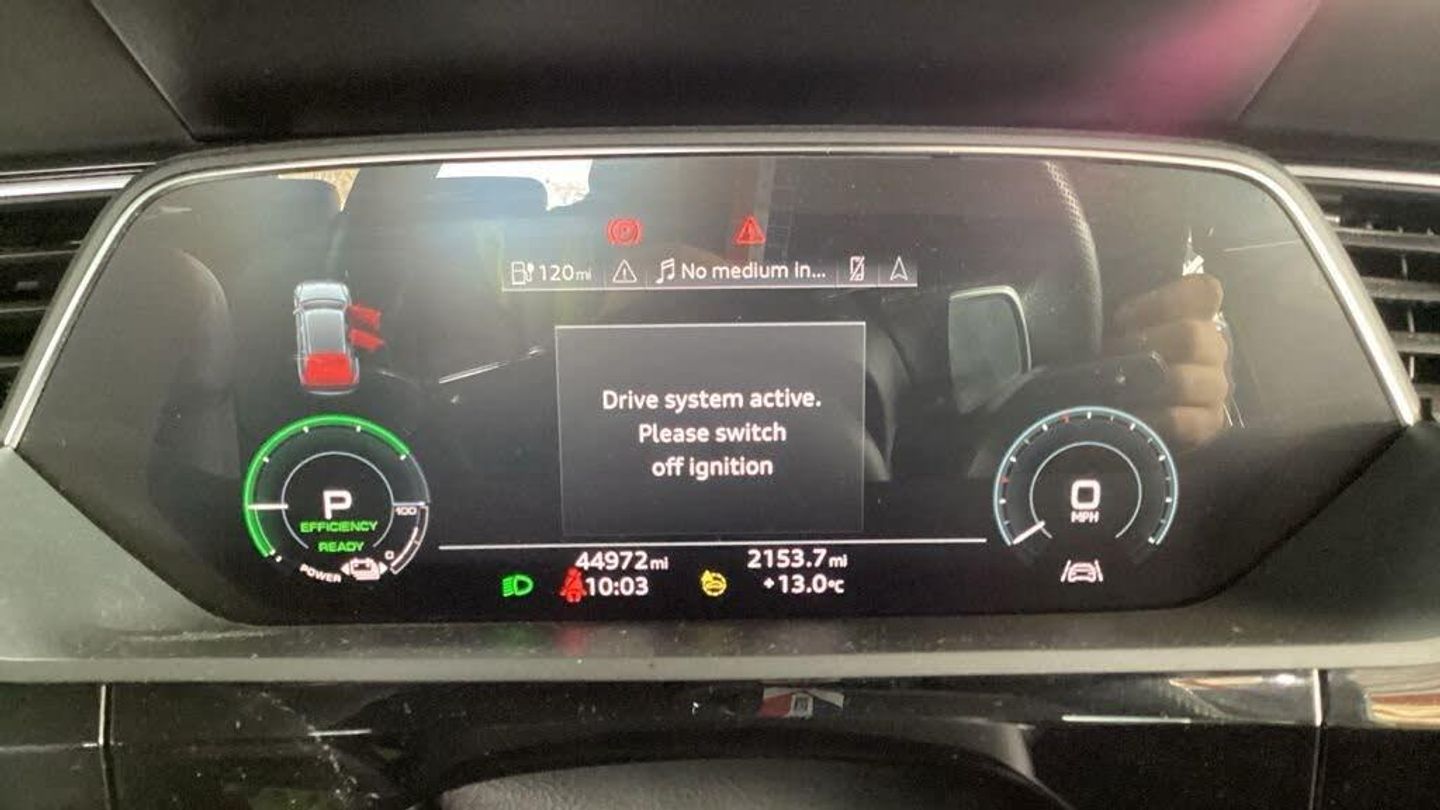 P
120mi
No medium in...
Drive system active.
Please switch
off ignition
P
EFFICIENCY
READY
100
0
POWER
0
MPH
44972mi
2153.7mi
10:03
+13.0°C